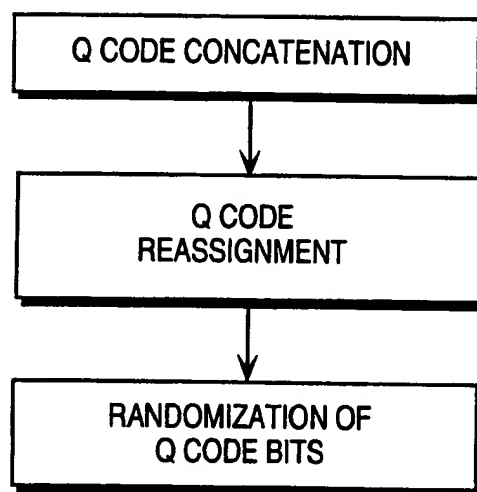 Q CODE CONCATENATION
Q CODE
REASSIGNMENT
RANDOMIZATION OF
Q CODE BITS